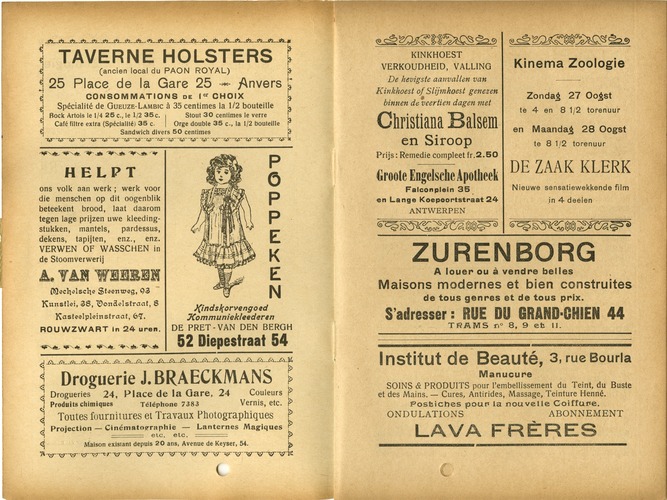 TAVERNE HOLSTERS
(ancien local du PAON ROYAL)
25 Place de la Gare 25 - Anvers
CONSOMMATIONS DE 1er CHOIX
Spécialité de GUEUZE-LAMBIC à 35 centimes la 1/2 bouteille
Bock Artois le 1/4 25 c., le 1/2 35 c. Stout 30 centimes le verre
Café filtre extra (Spécialité) 35 c. Orge double 35 c., la 1/2 bouteille
Sandwich divers 50 centimes
HELPT
ons volk aan werk; werk voor
die menschen op dit oogenblik
beteekent brood, laat daarom
tegen lage prijzen uwe kleeding-
stukken, mantels, pardessus,
dekens, tapijten, enz., enz.
VERWEN OF WASSCHEN in
de Stoomververij
A. VAN WEEREN
Mechelsche Steenweg, 93
Kunstlei, 38, Vondelstraat, 8
Kasteelpleinstraat, 67.
ROUWZWART in 24 uren.
POPPEKEN
Kindskorvengoed
Kommuniekleederen
DE PRET-VAN DEN BERGH
52 Diepestraat 54
Droguerie J. BRAECKMANS
Drogueries 24, Place de la Gare, 24 Couleurs
Produits chimiques Téléphone 7383 Vernis, etc.
Toutes fournitures et Travaux Photographiques
Projection — Cinématographie — Lanternes Magiques
etc. etc.
Maison existant depuis 20 ans, Avenue de Keyser, 54.
KINKHOEST
VERKOUDHEID, VALLING
De hevigste aanvallen van
Kinkhoest of Slijmhoest genezen
binnen de veertien dagen met
Christiana Balsem
en Siroop
Prijs: Remedie compleet fr. 2.50
Groote Engelsche Apotheek
Falconplein 35
en Lange Koepoortstraat 24
ANTWERPEN
Kinema Zoologie
Zondag 27 Oogst
te 4 en 8 1/2 torenuur
en Maandag 28 Oogst
te 8 1/2 torenuur
DE ZAAK KLERK
Nieuwe sensatiewekkende film
in 4 deelen
ZURENBORG
A louer ou à vendre belles
Maisons modernes et bien construites
de tous genres et de tous prix.
S'adresser : RUE DU GRAND-CHIEN 44
TRAMS no 8, 9 et 11.
Institut de Beauté, 3, rue Bourla
Manucure
SOINS & PRODUITS pour l'embellissement du Teint, du Buste
et des Mains. — Cures, Antirides, Massage, Teinture Henné.
Postiches pour la nouvelle Coiffure.
ONDULATIONS ABONNEMENT
LAVA FRÈRES